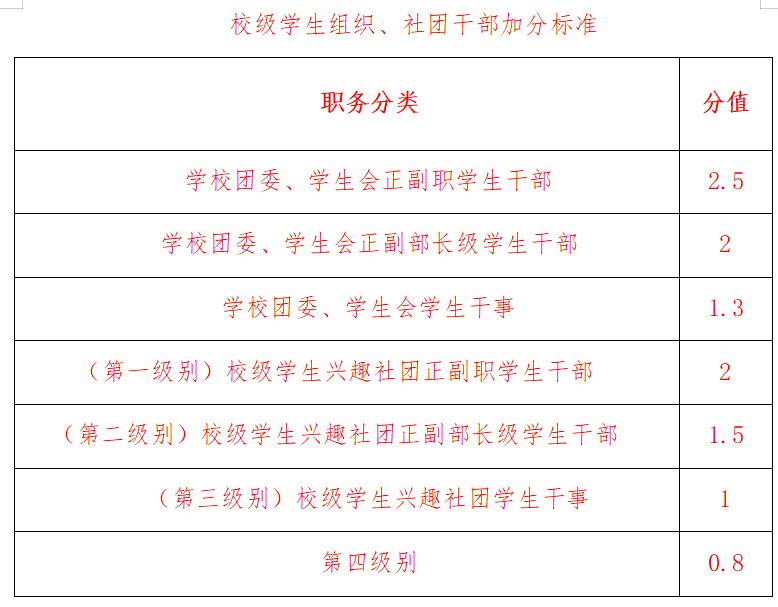 校级学生组织、社团干部加分标准
职务分类 分值
学校团委、学生会正副职学生干部 2.5
学校团委、学生会正副部长级学生干部 2
学校团委、学生会学生干事 1.3
（第一级别）校级学生兴趣社团正副职学生干部 2
（第二级别）校级学生兴趣社团正副部长级学生干部 1.5
（第三级别）校级学生兴趣社团学生干事 1
第四级别 0.8